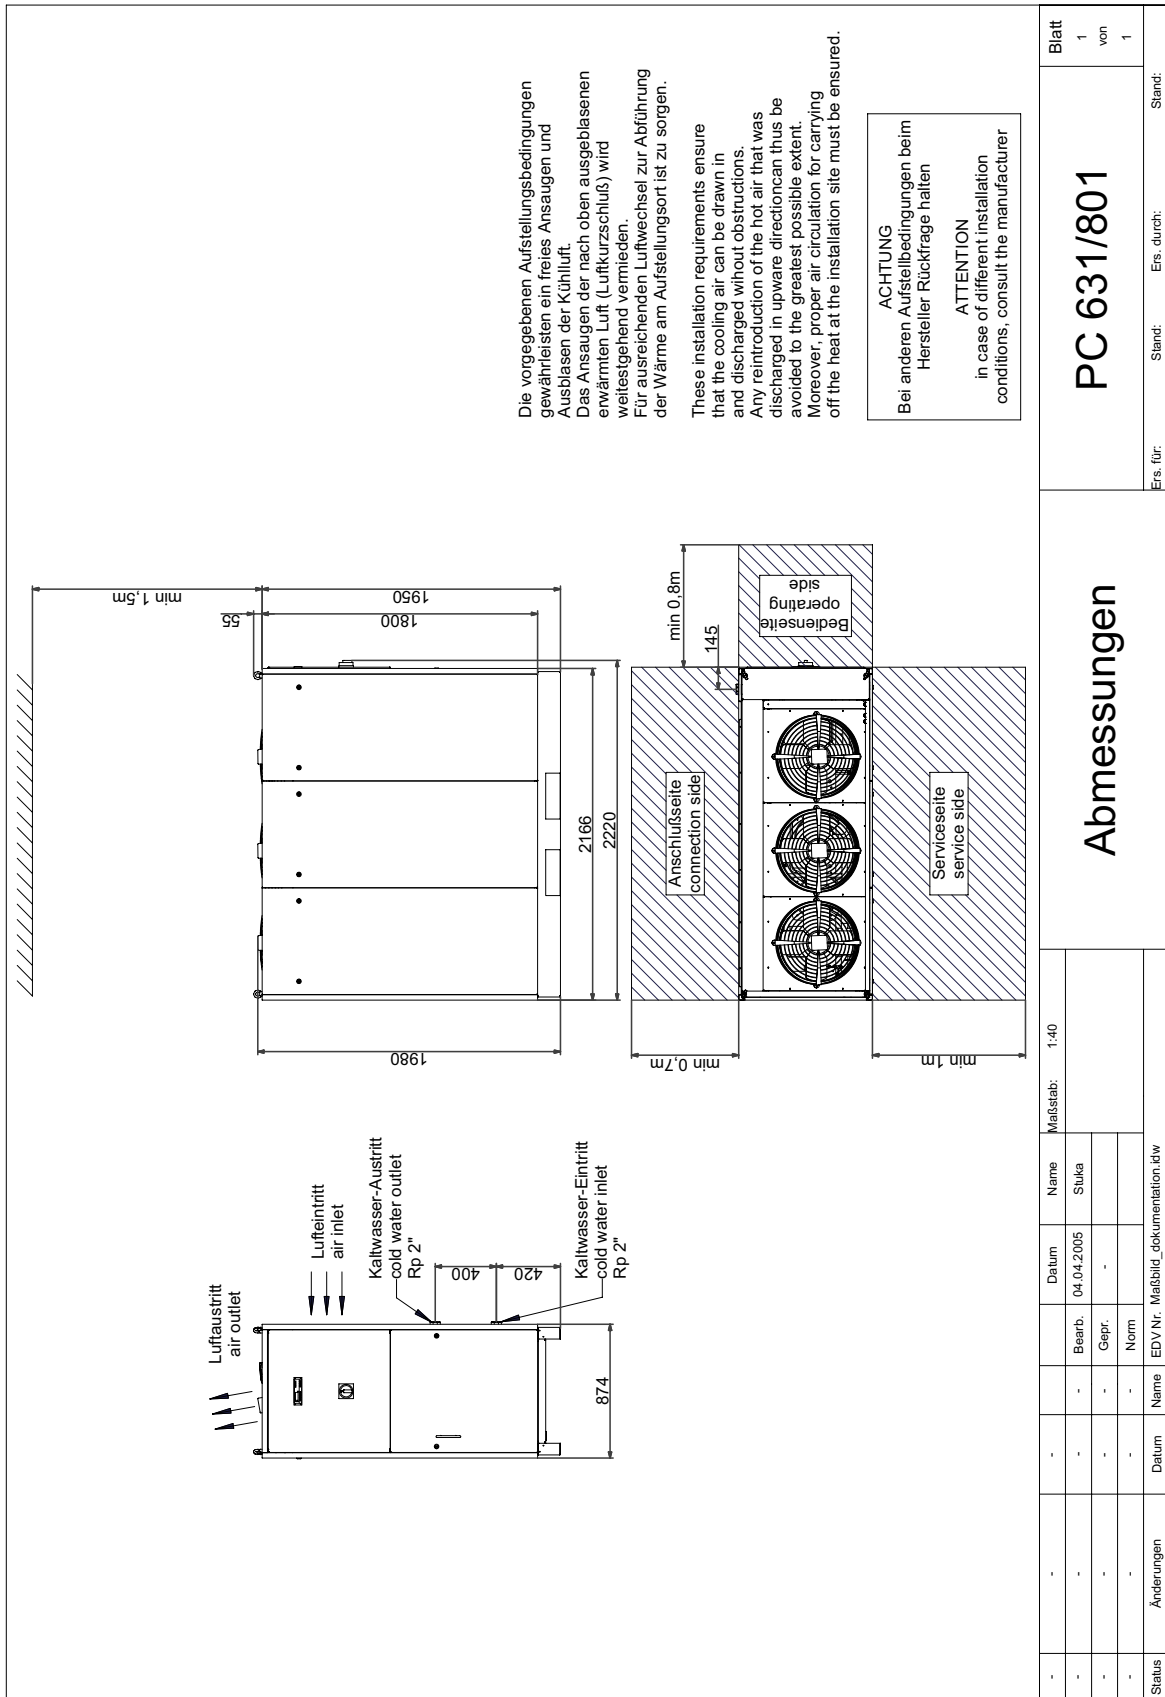 Luftaustritt
air outlet
Lufteintritt
air inlet
Kaltwasser-Austritt
cold water outlet
Rp 2"
400
420
Kaltwasser-Eintritt
cold water inlet
Rp 2"
874
min 1,5m
55
1800
1950
1980
2166
2220
min 0,8m
145
Bedienseite
operating
side
Anschlußseite
connection side
Serviceseite
service side
min 0,7m
min 1m
Die vorgegebenen Aufstellungsbedingungen
gewährleisten ein freies Ansaugen und
Ausblasen der Kühlluft.
Das Ansaugen der nach oben ausgeblasenen
erwärmten Luft (Luftkurzschluß) wird
weitestgehend vermieden.
Für ausreichenden Luftwechsel zur Abführung
der Wärme am Aufstellungsort ist zu sorgen.
These installation requirements ensure
that the cooling air can be drawn in
and discharged wihout obstructions.
Any reintroduction of the hot air that was
discharged in upware directioncan thus be
avoided to the greatest possible extent.
Moreover, proper air circulation for carrying
off the heat at the installation site must be ensured.
ACHTUNG
Bei anderen Aufstellbedingungen beim
Hersteller Rückfrage halten
ATTENTION
in case of different installation
conditions, consult the manufacturer
- - - Datum Name Maßstab: 1:40
- - - - Bearb. 04.04.2005 Stuka
- - - - Gepr. -
- - - - Norm
Status Änderungen Datum Name EDV Nr. Maßbild_dokumentation.idw
Abmessungen
PC 631/801
Blatt
1
von
1
Ers. für: Stand: Ers. durch: Stand: